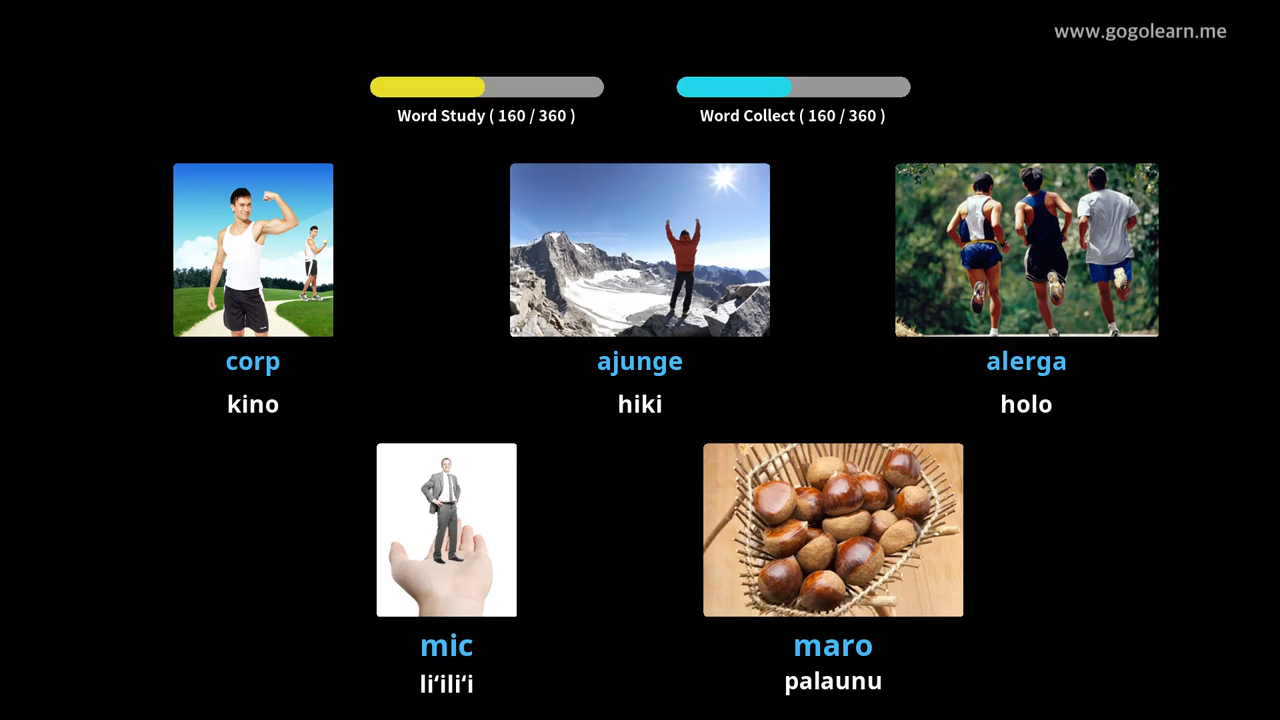 www.gogolearn.me
Word Study ( 160 / 360 )
Word Collect ( 160 / 360 )
corp
kino
ajunge
hiki
alerga
holo
mic
liʻiliʻi
maro
palaunu